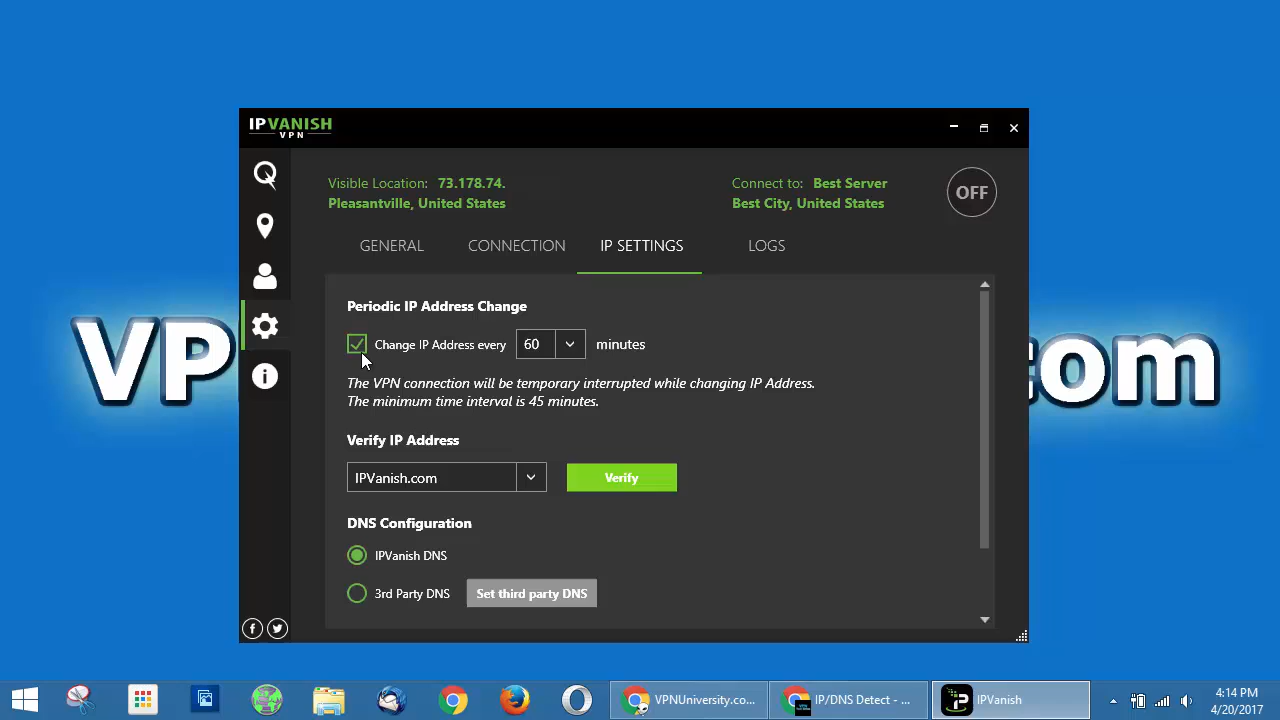 IPVANISH
VPN
Visible Location: 73.178.74.
Pleasantville, United States
Connect to: Best Server
Best City, United States
OFF
GENERAL
CONNECTION
IP SETTINGS
LOGS
Periodic IP Address Change
Change IP Address every 60 minutes
The VPN connection will be temporary interrupted while changing IP Address.
The minimum time interval is 45 minutes.
Verify IP Address
IPVanish.com
Verify
DNS Configuration
IPVanish DNS
3rd Party DNS
Set third party DNS
VP
com
VPNUniversity.co...
IP/DNS Detect - ...
IPVanish
4:14 PM
4/20/2017